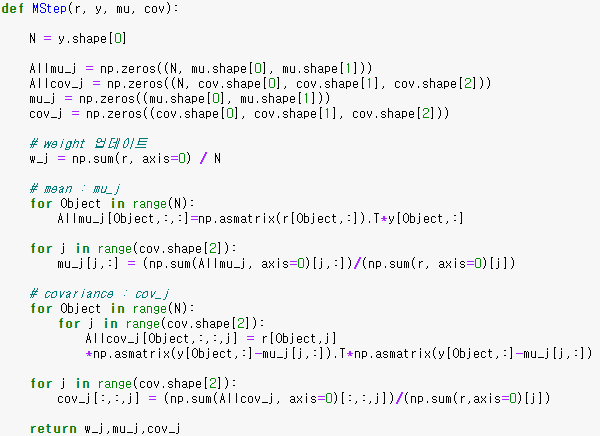 def MStep(r, y, mu, cov):
    N = y.shape[0]
    Allmu_j = np.zeros((N, mu.shape[0], mu.shape[1]))
    Allcov_j = np.zeros((N, cov.shape[0], cov.shape[1], cov.shape[2]))
    mu_j = np.zeros((mu.shape[0], mu.shape[1]))
    cov_j = np.zeros((cov.shape[0], cov.shape[1], cov.shape[2]))
    # weight 업데이트
    w_j = np.sum(r, axis=0) / N
    # mean : mu_j
    for Object in range(N):
        Allmu_j[Object,:,:]=np.asmatrix(r[Object,:]).T*y[Object,:]
    for j in range(cov.shape[2]):
        mu_j[j,:] = (np.sum(Allmu_j, axis=0)[j,:])/(np.sum(r, axis=0)[j])
    # covariance : cov_j
    for Object in range(N):
        for j in range(cov.shape[2]):
            Allcov_j[Object,:,:,j] = r[Object,j]
            *np.asmatrix(y[Object,:]-mu_j[j,:]).T*np.asmatrix(y[Object,:]-mu_j[j,:])
    for j in range(cov.shape[2]):
        cov_j[:,:,j] = (np.sum(Allcov_j, axis=0)[:,:,j])/(np.sum(r,axis=0)[j])
    return w_j,mu_j,cov_j